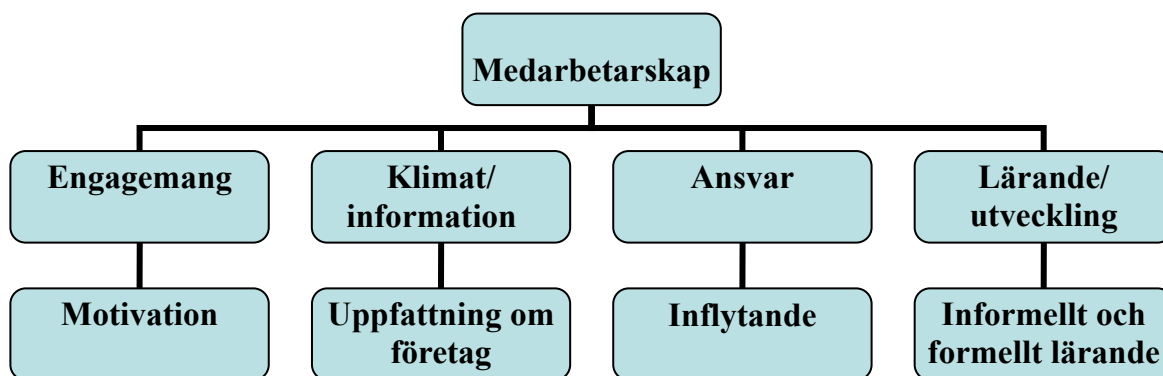 Medarbetarskap
Engagemang
Klimat/
information
Ansvar
Lärande/
utveckling
Motivation
Uppfattning om
företag
Inflytande
Informellt och
formellt lärande